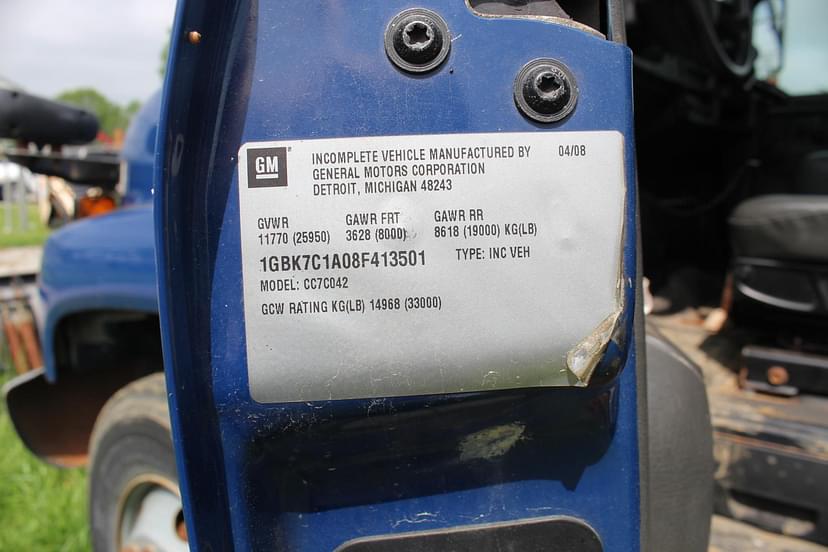 GM
INCOMPLETE VEHICLE MANUFACTURED BY 04/08
GENERAL MOTORS CORPORATION
DETROIT, MICHIGAN 48243
GVWR GAWR FRT GAWR RR
11770 (25950) 3628 (8000) 8618 (19000) KG(LB)
1GBK7C1A08F413501 TYPE: INC VEH
MODEL: CC7C042
GCW RATING KG(LB) 14968 (33000)